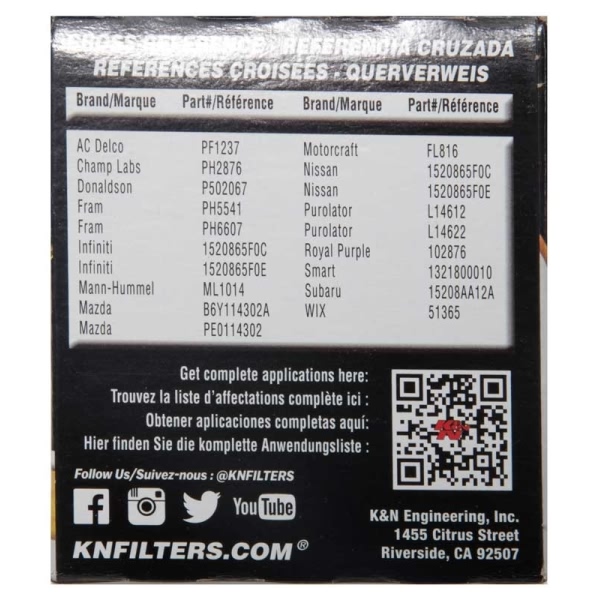 CROSS REFERENCE · REFERENCIA CRUZADA
RÉFÉRENCES CROISÉES · QUERVERWEIS
Brand/Marque Part#/Référence Brand/Marque Part#/Référence
AC Delco PF1237 Motorcraft FL816
Champ Labs PH2876 Nissan 1520865F0C
Donaldson P502067 Nissan 1520865F0E
Fram PH5541 Purolator L14612
Fram PH6607 Purolator L14622
Infiniti 1520865F0C Royal Purple 102876
Infiniti 1520865F0E Smart 1321800010
Mann-Hummel ML1014 Subaru 15208AA12A
Mazda B6Y114302A WIX 51365
Mazda PE0114302
Get complete applications here:
Trouvez la liste d'affectations complète ici :
Obtener aplicaciones completas aquí:
Hier finden Sie die komplette Anwendungsliste :
K&N
Follow Us/Suivez-nous : @KNFILTERS
f You Tube
KNFILTERS.COM®
K&N Engineering, Inc.
1455 Citrus Street
Riverside, CA 92507